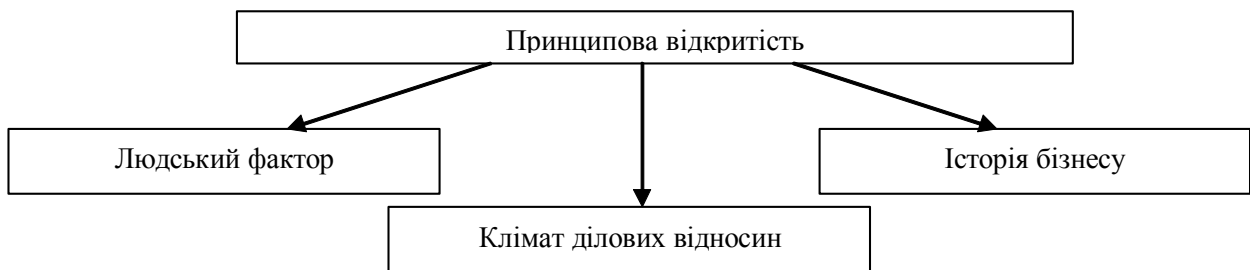 Принципова відкритість
Людський фактор
Історія бізнесу
Клімат ділових відносин